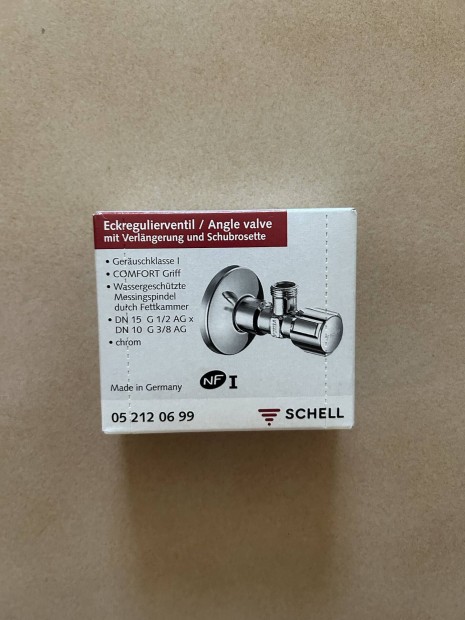 Eckregulierventil / Angle valve
mit Verlängerung und Schubrosette
• Geräuschklasse I
• COMFORT Griff
• Wassergeschützte
Messingspindel
durch Fettkammer
• DN 15 G 1/2 AG x
DN 10 G 3/8 AG
• chrom
Made in Germany
NF I
05 212 06 99
SCHELL